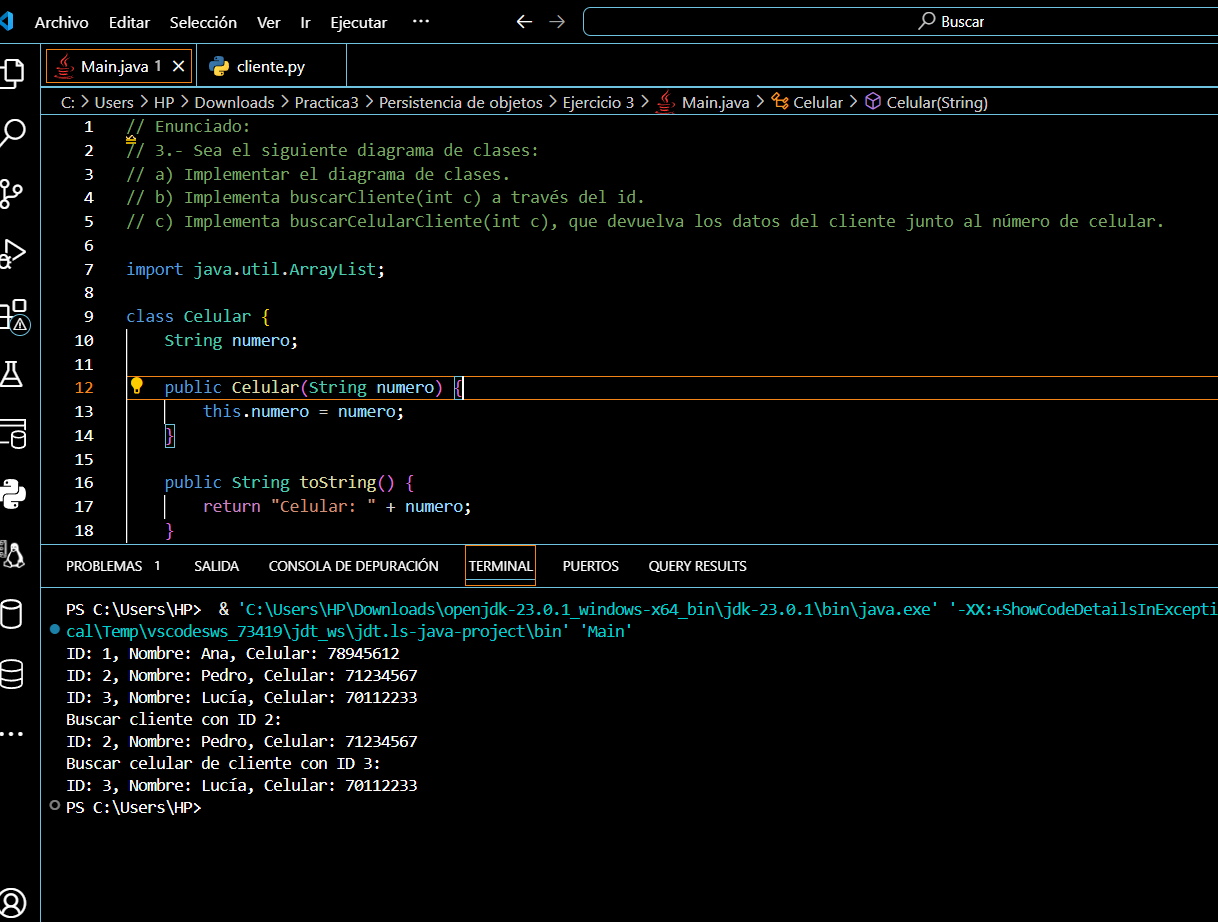 Archivo Editar Selección Ver Ir Ejecutar ··· Buscar
Main.java 1 cliente.py
C: > Users > HP > Downloads > Practica3 > Persistencia de objetos > Ejercicio 3 > Main.java > Celular > Celular(String)
1 // Enunciado:
2 // 3.- Sea el siguiente diagrama de clases:
3 // a) Implementar el diagrama de clases.
4 // b) Implementa buscarCliente(int c) a través del id.
5 // c) Implementa buscarCelularCliente(int c), que devuelva los datos del cliente junto al número de celular.
6
7 import java.util.ArrayList;
8
9 class Celular {
10 String numero;
11
12 public Celular(String numero) {
13 this.numero = numero;
14 }
15
16 public String toString() {
17 return "Celular: " + numero;
18 }
PROBLEMAS 1 SALIDA CONSOLA DE DEPURACIÓN TERMINAL PUERTOS QUERY RESULTS
PS C:\Users\HP> & 'C:\Users\HP\Downloads\openjdk-23.0.1_windows-x64_bin\jdk-23.0.1\bin\java.exe' '-XX:+ShowCodeDetailsInExcepti
cal\Temp\vscodesws_73419\jdt_ws\jdt.ls-java-project\bin' 'Main'
ID: 1, Nombre: Ana, Celular: 78945612
ID: 2, Nombre: Pedro, Celular: 71234567
ID: 3, Nombre: Lucía, Celular: 70112233
Buscar cliente con ID 2:
ID: 2, Nombre: Pedro, Celular: 71234567
Buscar celular de cliente con ID 3:
ID: 3, Nombre: Lucía, Celular: 70112233
PS C:\Users\HP>